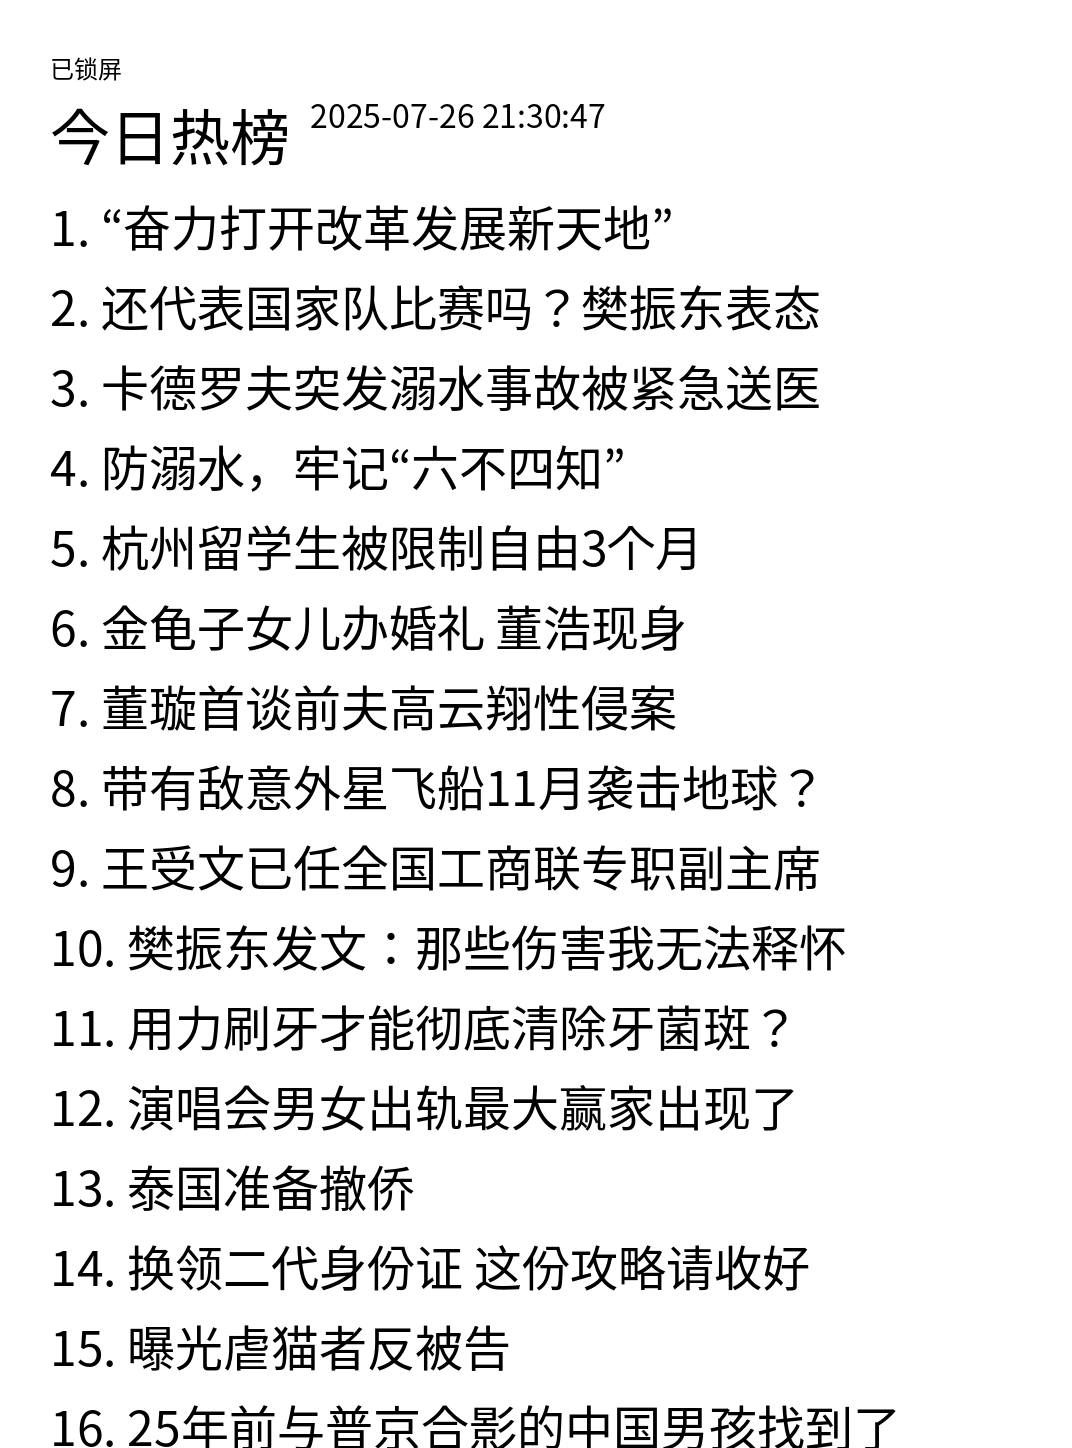 已锁屏
今日热榜 2025-07-26 21:30:47
1. “奋力打开改革发展新天地”
2. 还代表国家队比赛吗？樊振东表态
3. 卡德罗夫突发溺水事故被紧急送医
4. 防溺水，牢记“六不四知”
5. 杭州留学生被限制自由3个月
6. 金龟子女儿办婚礼 董浩现身
7. 董璇首谈前夫高云翔性侵案
8. 带有敌意外星飞船11月袭击地球？
9. 王受文已任全国工商联专职副主席
10. 樊振东发文：那些伤害我无法释怀
11. 用力刷牙才能彻底清除牙菌斑？
12. 演唱会男女出轨最大赢家出现了
13. 泰国准备撤侨
14. 换领二代身份证 这份攻略请收好
15. 曝光虐猫者反被告
16. 25年前与普京合影的中国男孩找到了